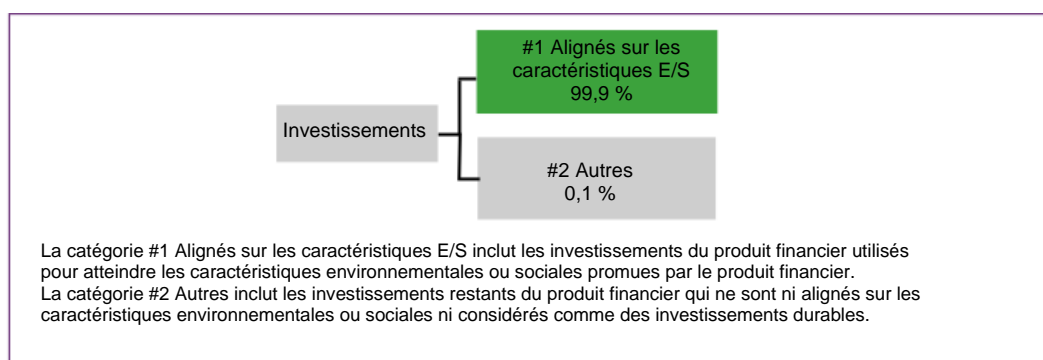 #1 Alignés sur les
caractéristiques E/S
99,9 %
Investissements
#2 Autres
0,1 %
La catégorie #1 Alignés sur les caractéristiques E/S inclut les investissements du produit financier utilisés
pour atteindre les caractéristiques environnementales ou sociales promues par le produit financier.
La catégorie #2 Autres inclut les investissements restants du produit financier qui ne sont ni alignés sur les
caractéristiques environnementales ou sociales ni considérés comme des investissements durables.